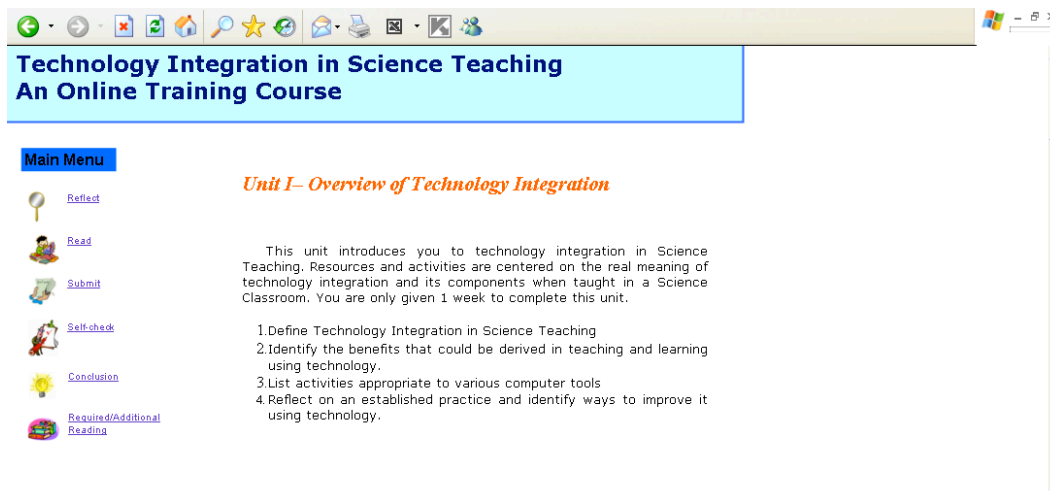 Technology Integration in Science Teaching
An Online Training Course
Main Menu
Reflect
Read
Submit
Self-check
Conclusion
Required/Additional
Reading
Unit I– Overview of Technology Integration
This unit introduces you to technology integration in Science
Teaching. Resources and activities are centered on the real meaning of
technology integration and its components when taught in a Science
Classroom. You are only given 1 week to complete this unit.
1.Define Technology Integration in Science Teaching
2.Identify the benefits that could be derived in teaching and learning
using technology.
3.List activities appropriate to various computer tools
4. Reflect on an established practice and identify ways to improve it
using technology.